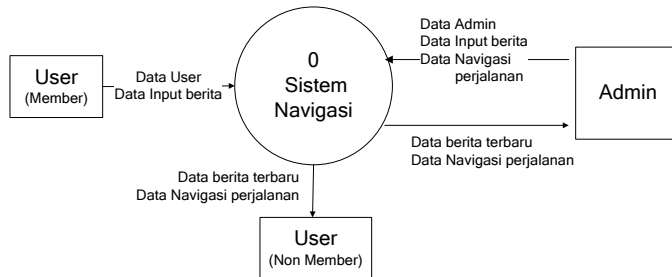 User
(Member)
Data User
Data Input berita
0
Sistem
Navigasi
Data Admin
Data Input berita
Data Navigasi
perjalanan
Admin
Data berita terbaru
Data Navigasi perjalanan
Data berita terbaru
Data Navigasi perjalanan
User
(Non Member)